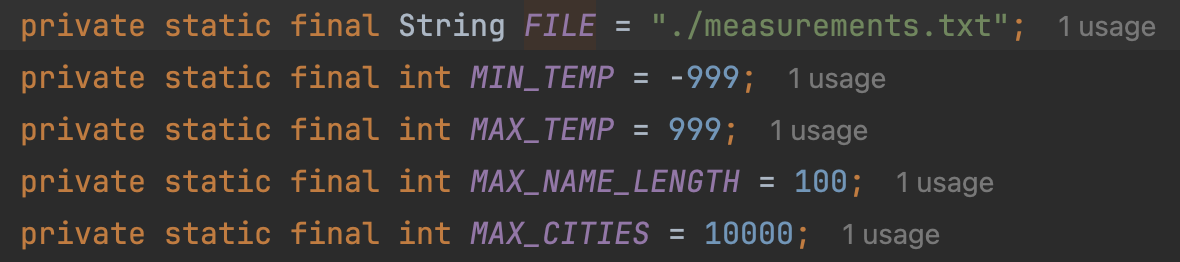 private static final String FILE = "./measurements.txt"; 1 usage
private static final int MIN_TEMP = -999; 1 usage
private static final int MAX_TEMP = 999; 1 usage
private static final int MAX_NAME_LENGTH = 100; 1 usage
private static final int MAX_CITIES = 10000; 1 usage